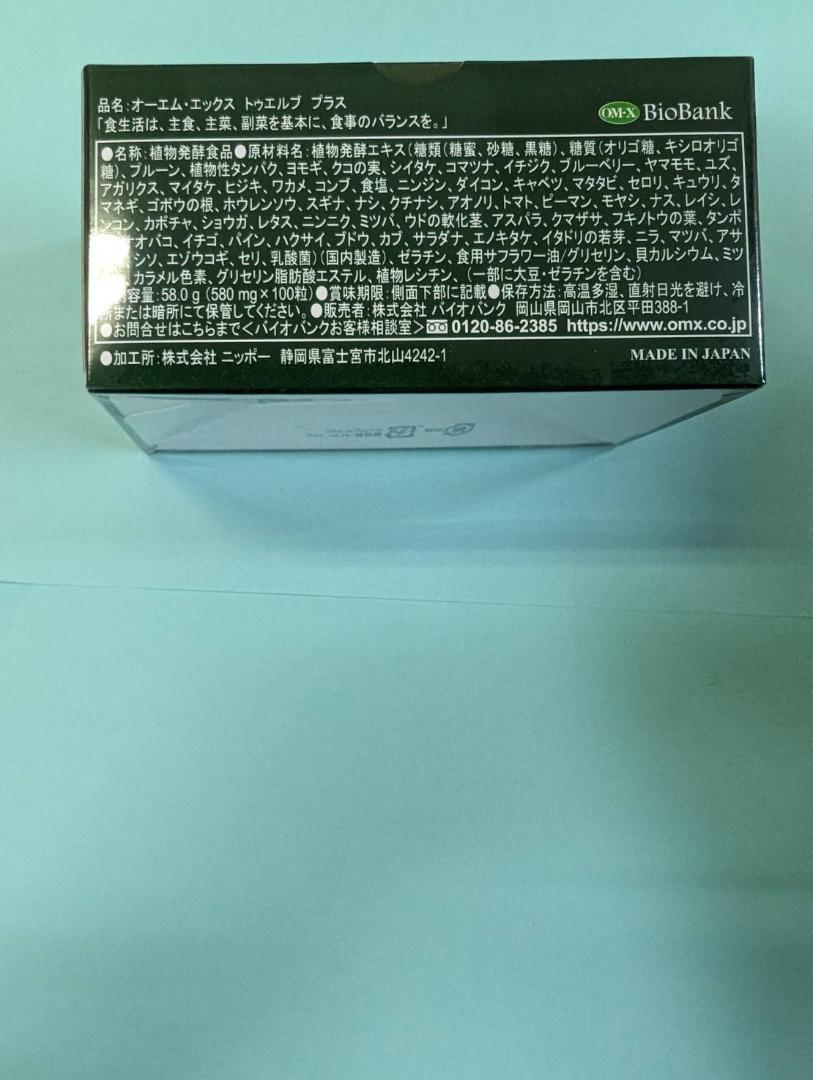 品名：オーエム・エックス トゥエルブ プラス
「食生活は、主食、主菜、副菜を基本に、食事のバランスを。」
OM-X BioBank
●名称：植物発酵食品●原材料名：植物発酵エキス（糖類（糖蜜、砂糖、黒糖）、糖質（オリゴ糖、キシロオリゴ
糖）、プルーン、植物性タンパク、ヨモギ、クコの実、シイタケ、コマツナ、イチジク、ブルーベリー、ヤマモモ、ユズ、
アガリクス、マイタケ、ヒジキ、ワカメ、コンブ、食塩、ニンジン、ダイコン、キャベツ、マタタビ、セロリ、キュウリ、タ
マネギ、ゴボウの根、ホウレンソウ、スギナ、ナシ、クチナシ、アオノリ、トマト、ピーマン、モヤシ、ナス、レイシ、レ
ンコン、カボチャ、ショウガ、レタス、ニンニク、ミツバ、ウドの軟化茎、アスパラ、クマザサ、フキノトウの葉、タンポ
オバコ、イチゴ、パイン、ハクサイ、ブドウ、カブ、サラダナ、エノキタケ、イタドリの若芽、ニラ、マツバ、アサ
シソ、エゾウコギ、セリ、乳酸菌）（国内製造）、ゼラチン、食用サフラワー油/グリセリン、貝カルシウム、ミツ
カラメル色素、グリセリン脂肪酸エステル、植物レシチン、（一部に大豆・ゼラチンを含む）
容量：58.0g（580mg×100粒）●賞味期限：側面下部に記載●保存方法：高温多湿、直射日光を避け、冷
所または暗所にて保管してください。●販売者：株式会社 バイオバンク 岡山県岡山市北区平田388-1
●お問合せはこちらまで＜バイオバンクお客様相談室＞0120-86-2385 https://www.omx.co.jp
●加工所：株式会社 ニッポー 静岡県富士宮市北山4242-1
MADE IN JAPAN